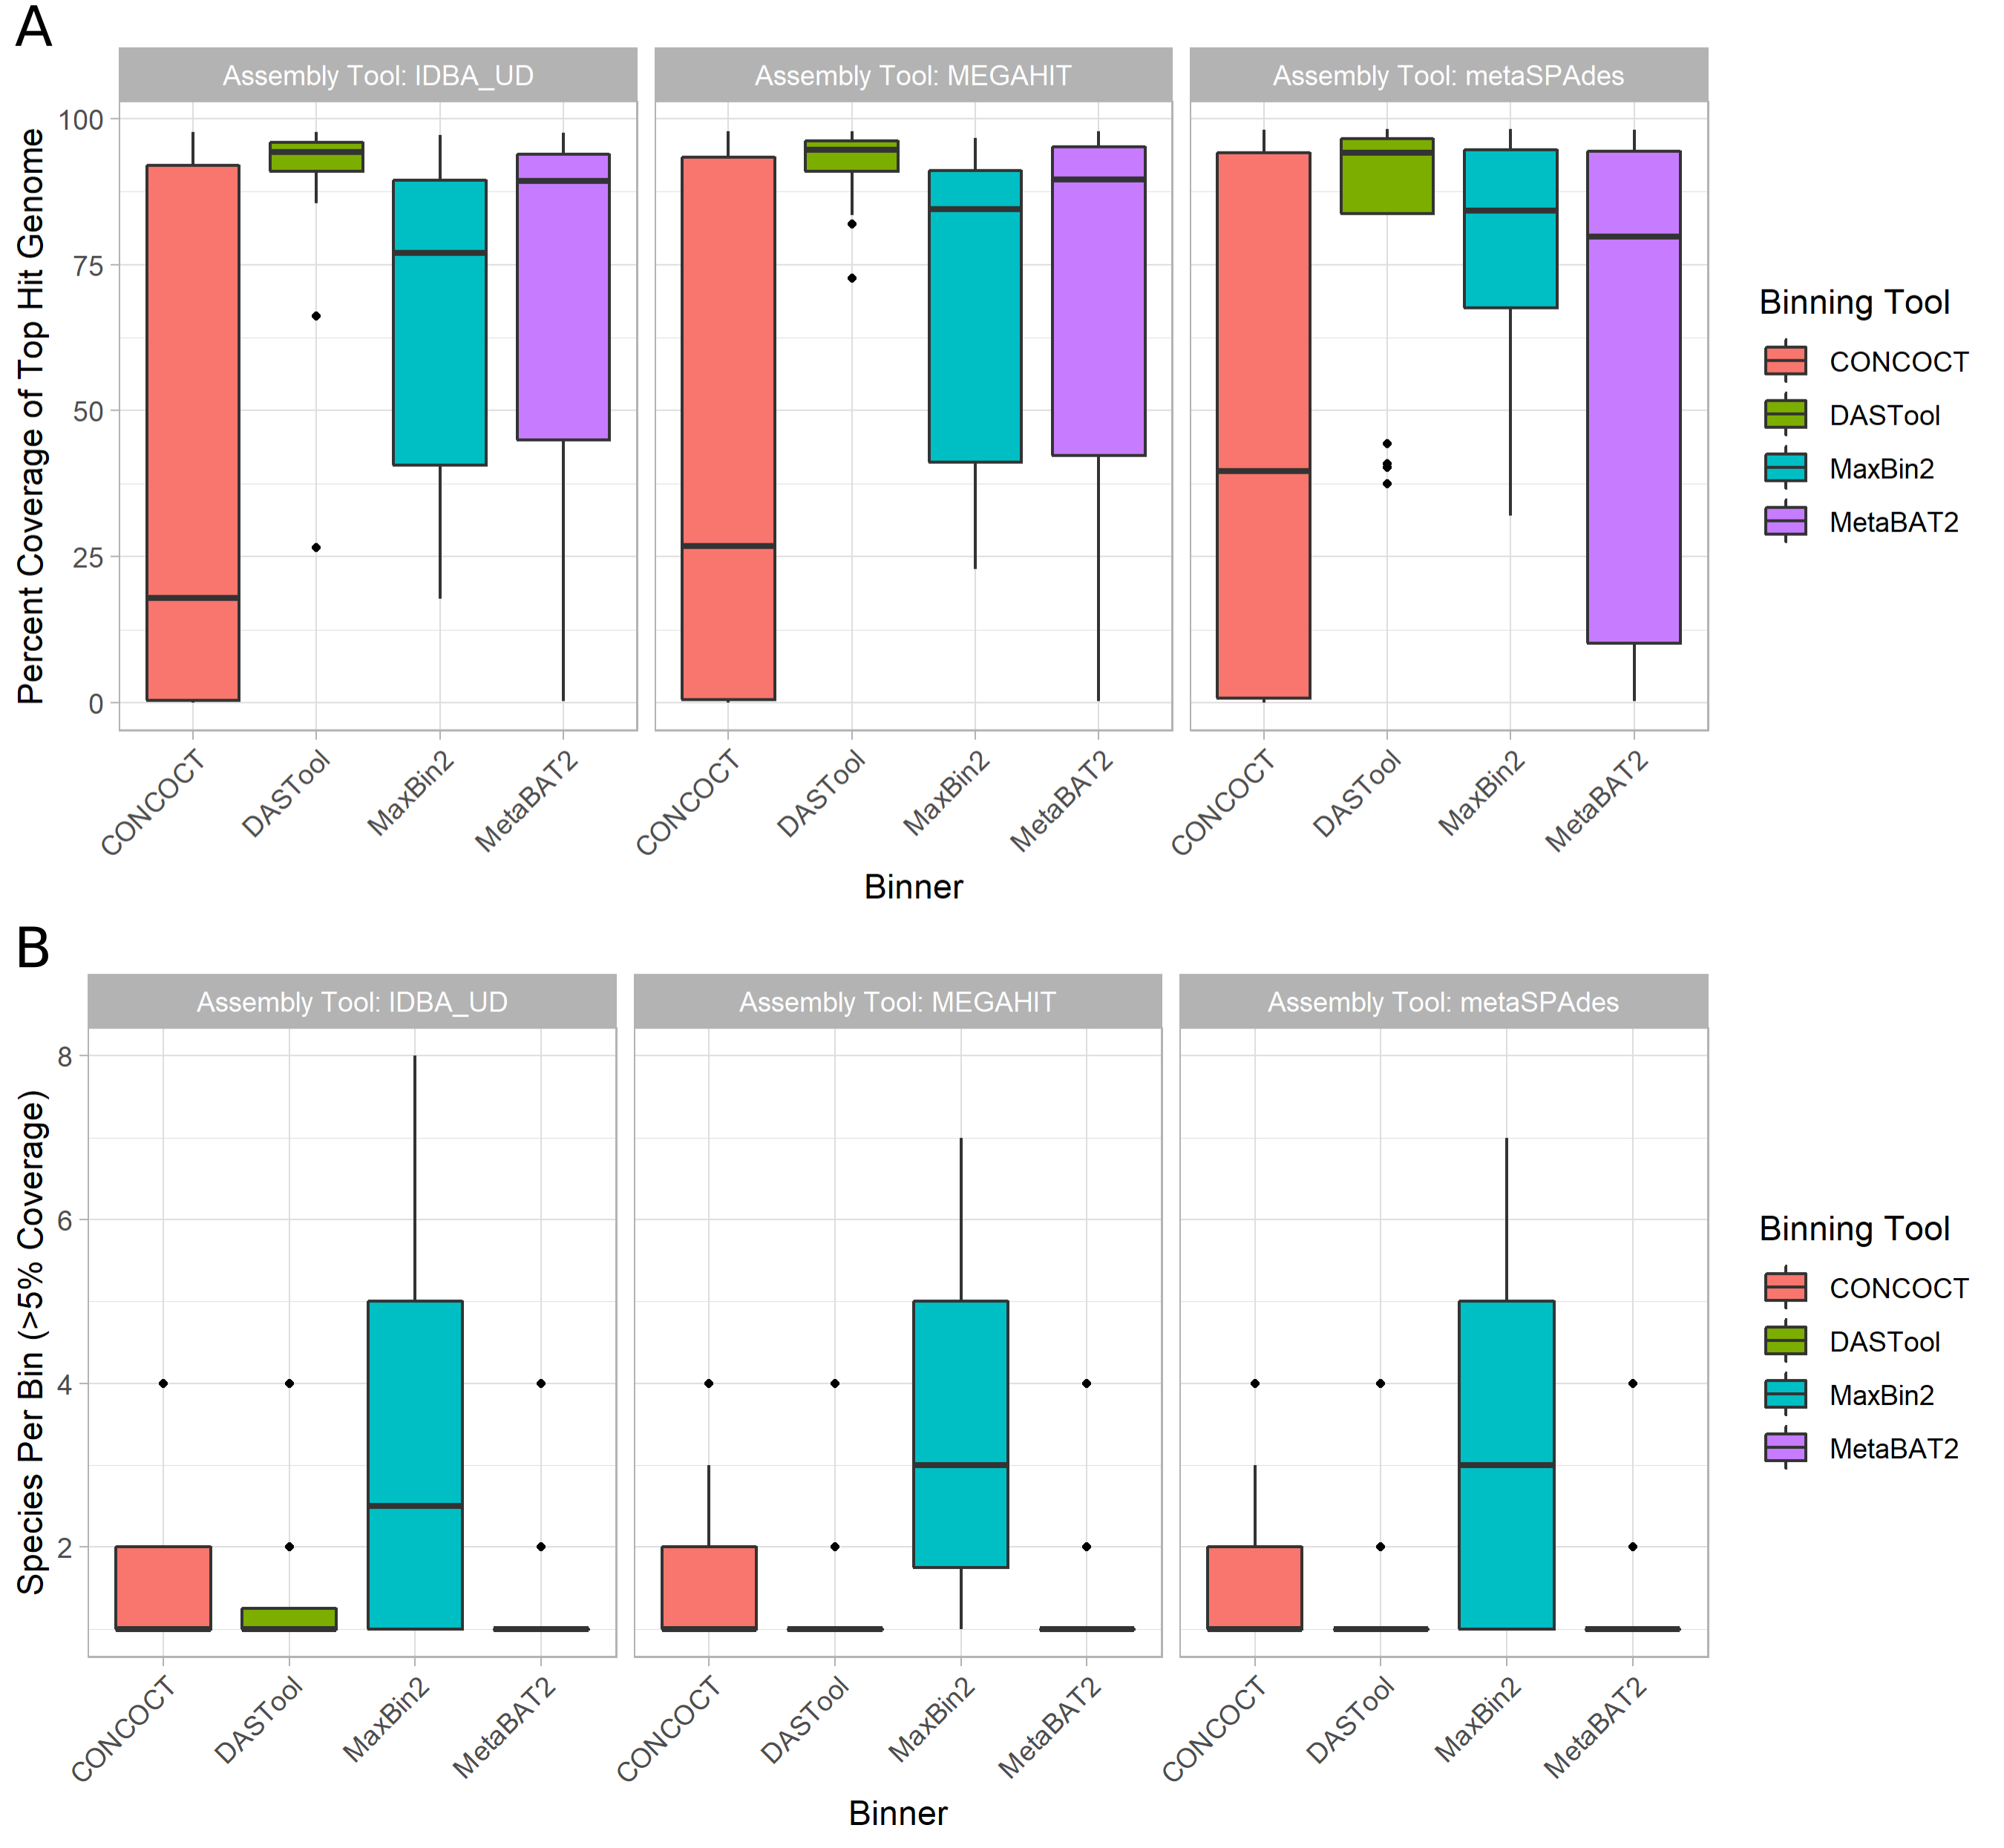 A
Assembly Tool: IDBA_UD
Assembly Tool: MEGAHIT
Assembly Tool: metaSPAdes
Percent Coverage of Top Hit Genome
100
75
50
25
0
CONCOCT
DASTool
MaxBin2
MetaBAT2
CONCOCT
DASTool
MaxBin2
MetaBAT2
CONCOCT
DASTool
MaxBin2
MetaBAT2
Binner
Binning Tool
CONCOCT
DASTool
MaxBin2
MetaBAT2
B
Assembly Tool: IDBA_UD
Assembly Tool: MEGAHIT
Assembly Tool: metaSPAdes
Species Per Bin (>5% Coverage)
8
6
4
2
CONCOCT
DASTool
MaxBin2
MetaBAT2
CONCOCT
DASTool
MaxBin2
MetaBAT2
CONCOCT
DASTool
MaxBin2
MetaBAT2
Binner
Binning Tool
CONCOCT
DASTool
MaxBin2
MetaBAT2